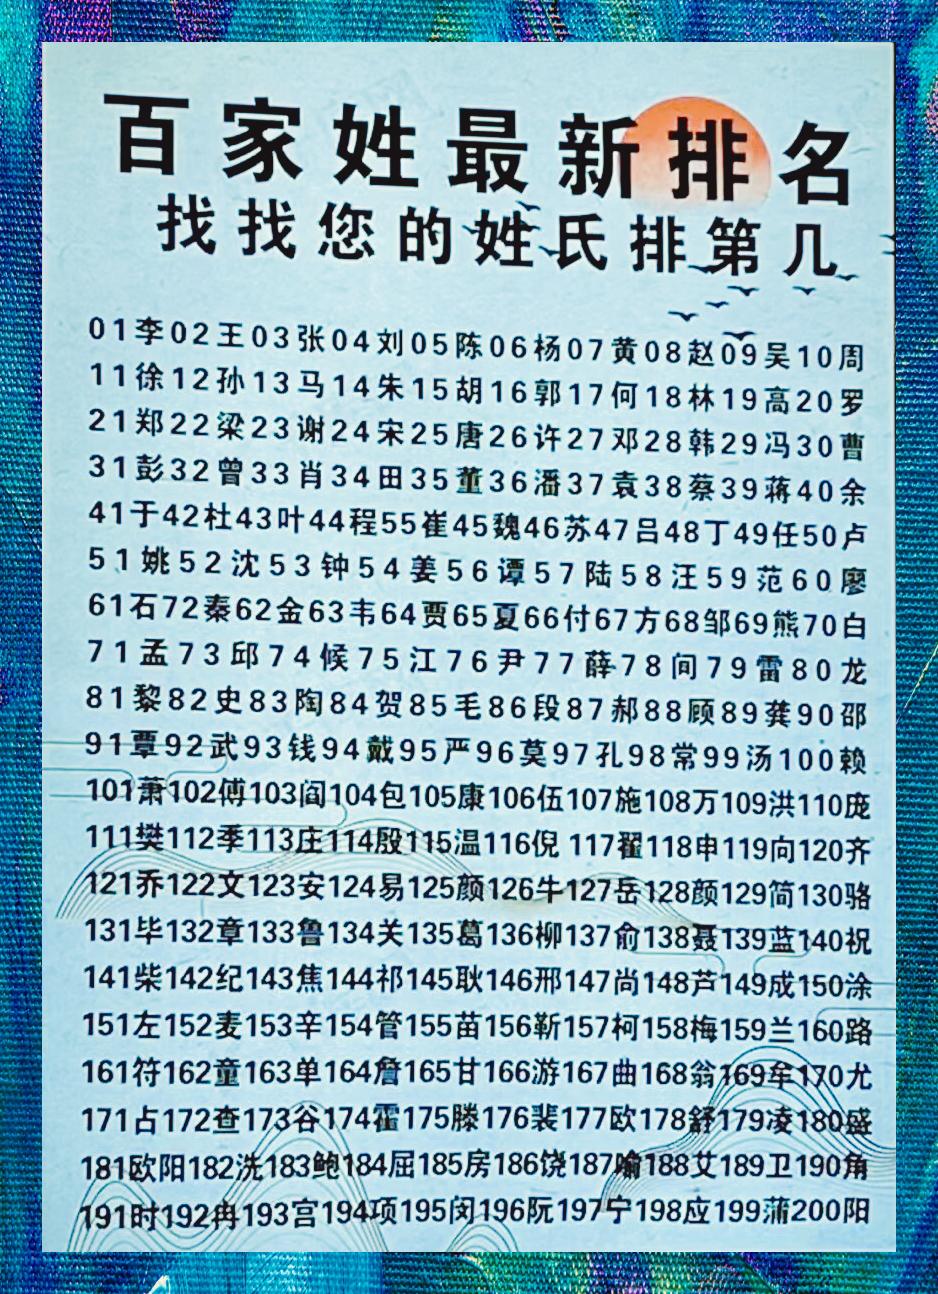 百家姓最新排名
找找您的姓氏排第几
01李02王03张04刘05陈06杨07黄08赵09吴10周
11徐12孙13马14朱15胡16郭17何18林19高20罗
21郑22梁23谢24宋25唐26许27邓28韩29冯30曹
31彭32曾33肖34田35董36潘37袁38蔡39蒋40余
41于42杜43叶44程55崔45魏46苏47吕48丁49任50卢
51姚52沈53钟54姜56谭57陆58汪59范60廖
61石72秦62金63韦64贾65夏66付67方68邹69熊70白
71孟73邱74候75江76尹77薛78间79雷80龙
81黎82史83陶84贺85毛86段87郝88顾89龚90邵
91覃92武93钱94戴95严96莫97孔98常99汤100赖
101萧102傅103阎104包105康106伍107施108万109洪110庞
111樊112季113庄114殷115温116倪 117翟118申119向120齐
121乔122文123安124易125颜126牛127岳128颜129简130骆
131毕132章133鲁134关135葛136柳137俞138聂139蓝140祝
141柴142纪143焦144祁145耿146邢147尚148芦149成150涂
151左152麦153辛154管155苗156靳157柯158梅159兰160路
161符162童163单164詹165甘166游167曲168翁169牟170尤
171占172查173谷174霍175滕176裴177欧178舒179凌180盛
181欧阳182冼183鲍184屈185房186饶187喻188艾189卫190角
191时192冉193宫194项195闵196阮197宁198应199蒲200阳